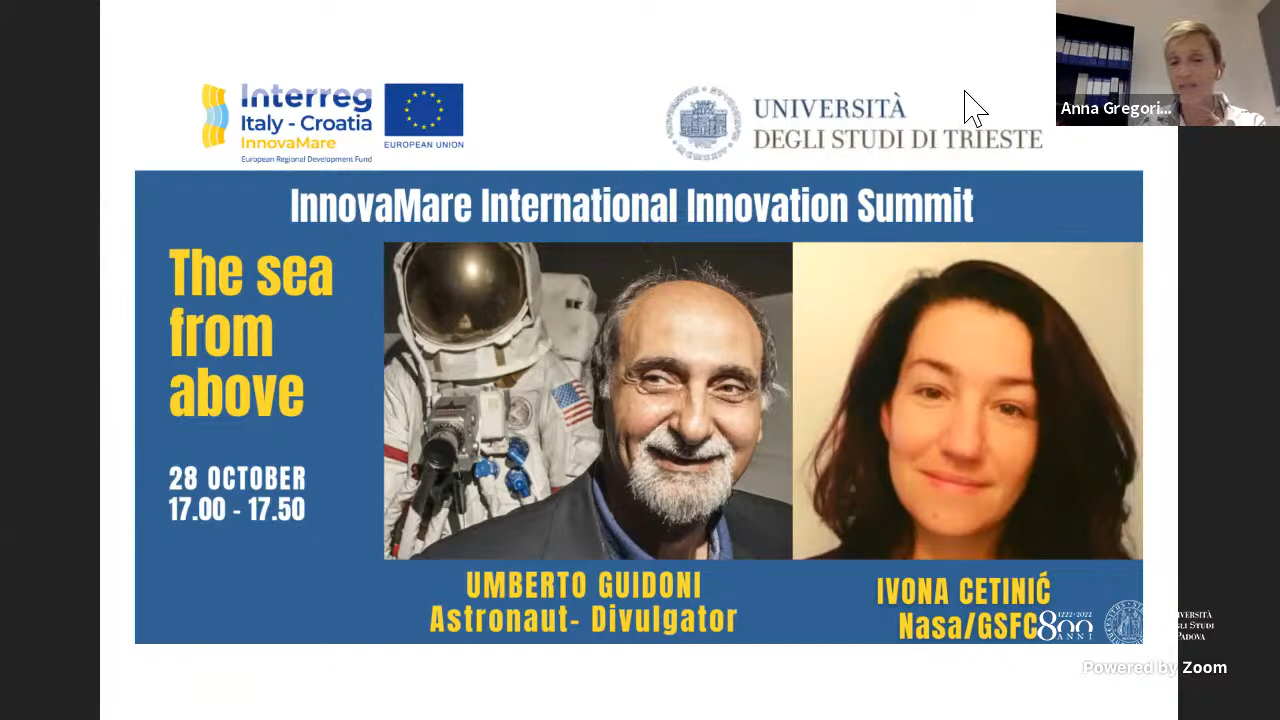 Interreg
Italy - Croatia
InnovaMare
European Regional Development Fund
EUROPEAN UNION
UNIVERSITÀ
DEGLI STUDI DI TRIESTE
Anna Gregori...
InnovaMare International Innovation Summit
The sea
from
above
28 OCTOBER
17.00 - 17.50
UMBERTO GUIDONI
Astronaut- Divulgator
IVONA CETINIĆ
Nasa/GSFC
1222·2022
800
ANNI
Powered by Zoom